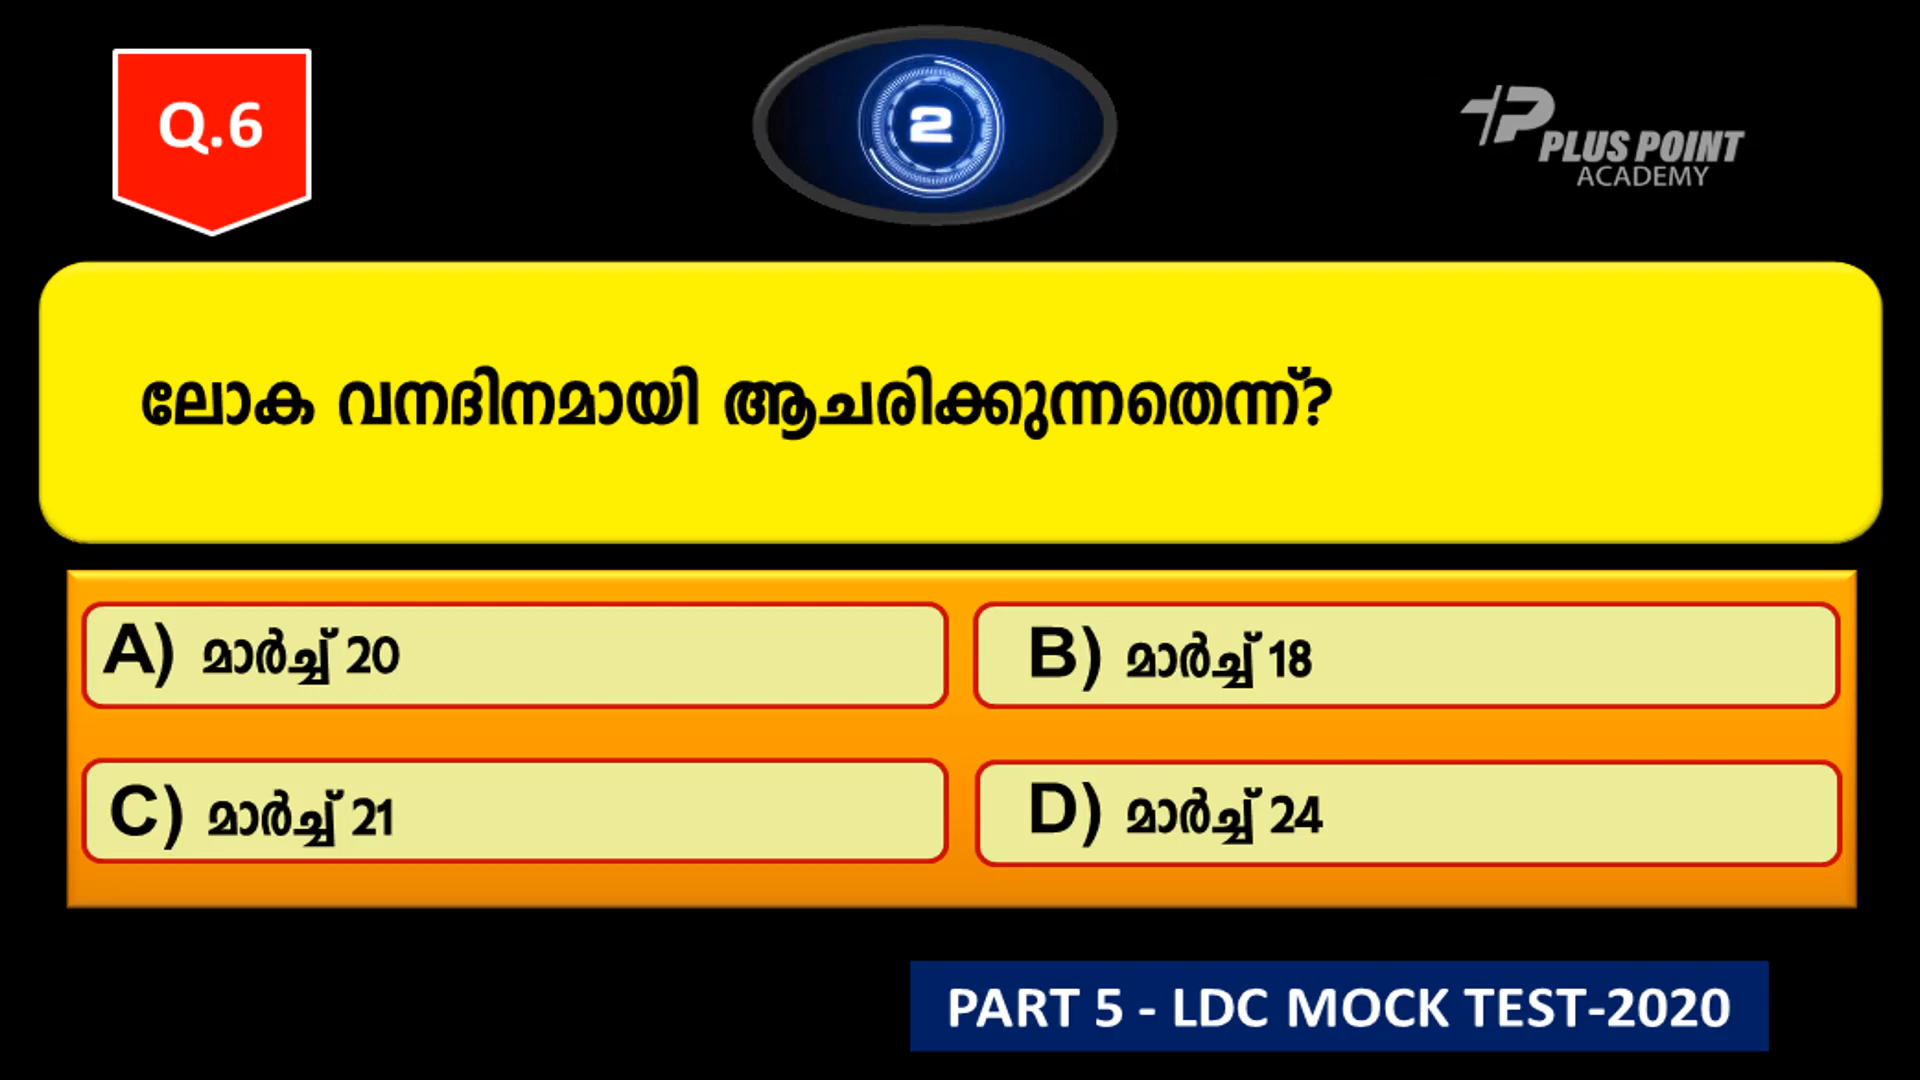 Q.6
2
PLUS POINT
ACADEMY
ലോക വനദിനമായി ആചരിക്കുന്നതെന്ന്?
A) മാർച്ച് 20
B) മാർച്ച് 18
C) മാർച്ച് 21
D) മാർച്ച് 24
PART 5 - LDC MOCK TEST-2020